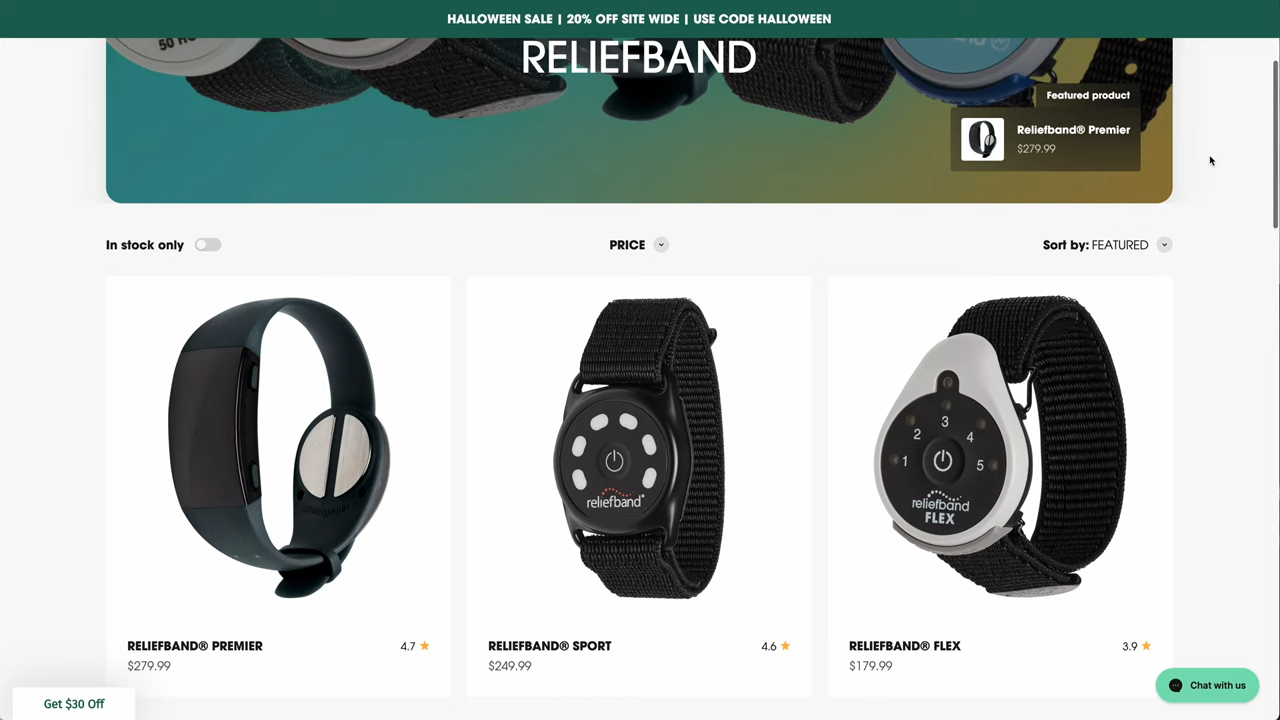 HALLOWEEN SALE | 20% OFF SITE WIDE | USE CODE HALLOWEEN
RELIEFBAND
Featured product
Reliefband® Premier
$279.99
In stock only
PRICE
Sort by: FEATURED
reliefband
1 2 3 4 5
reliefband
FLEX
RELIEFBAND® PREMIER
4.7
$279.99
RELIEFBAND® SPORT
4.6
$249.99
RELIEFBAND® FLEX
3.9
$179.99
Get $30 Off
Chat with us